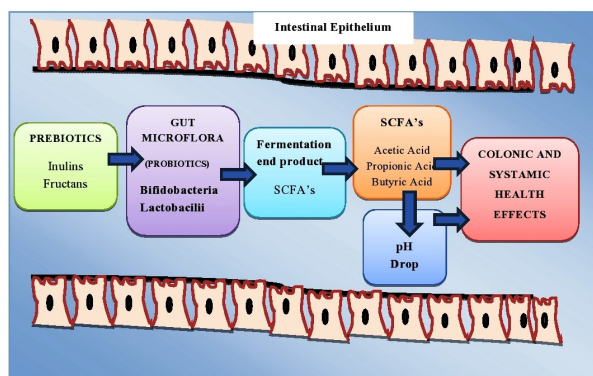 Intestinal Epithelium
PREBIOTICS
Inulins
Fructans
GUT
MICROFLORA
(PROBIOTICS)
Bifidobacteria
Lactobacilii
Fermentation
end product
SCFA's
SCFA's
Acetic Acid
Propionic Acid
Butyric Acid
pH
Drop
COLONIC AND
SYSTAMIC
HEALTH
EFFECTS